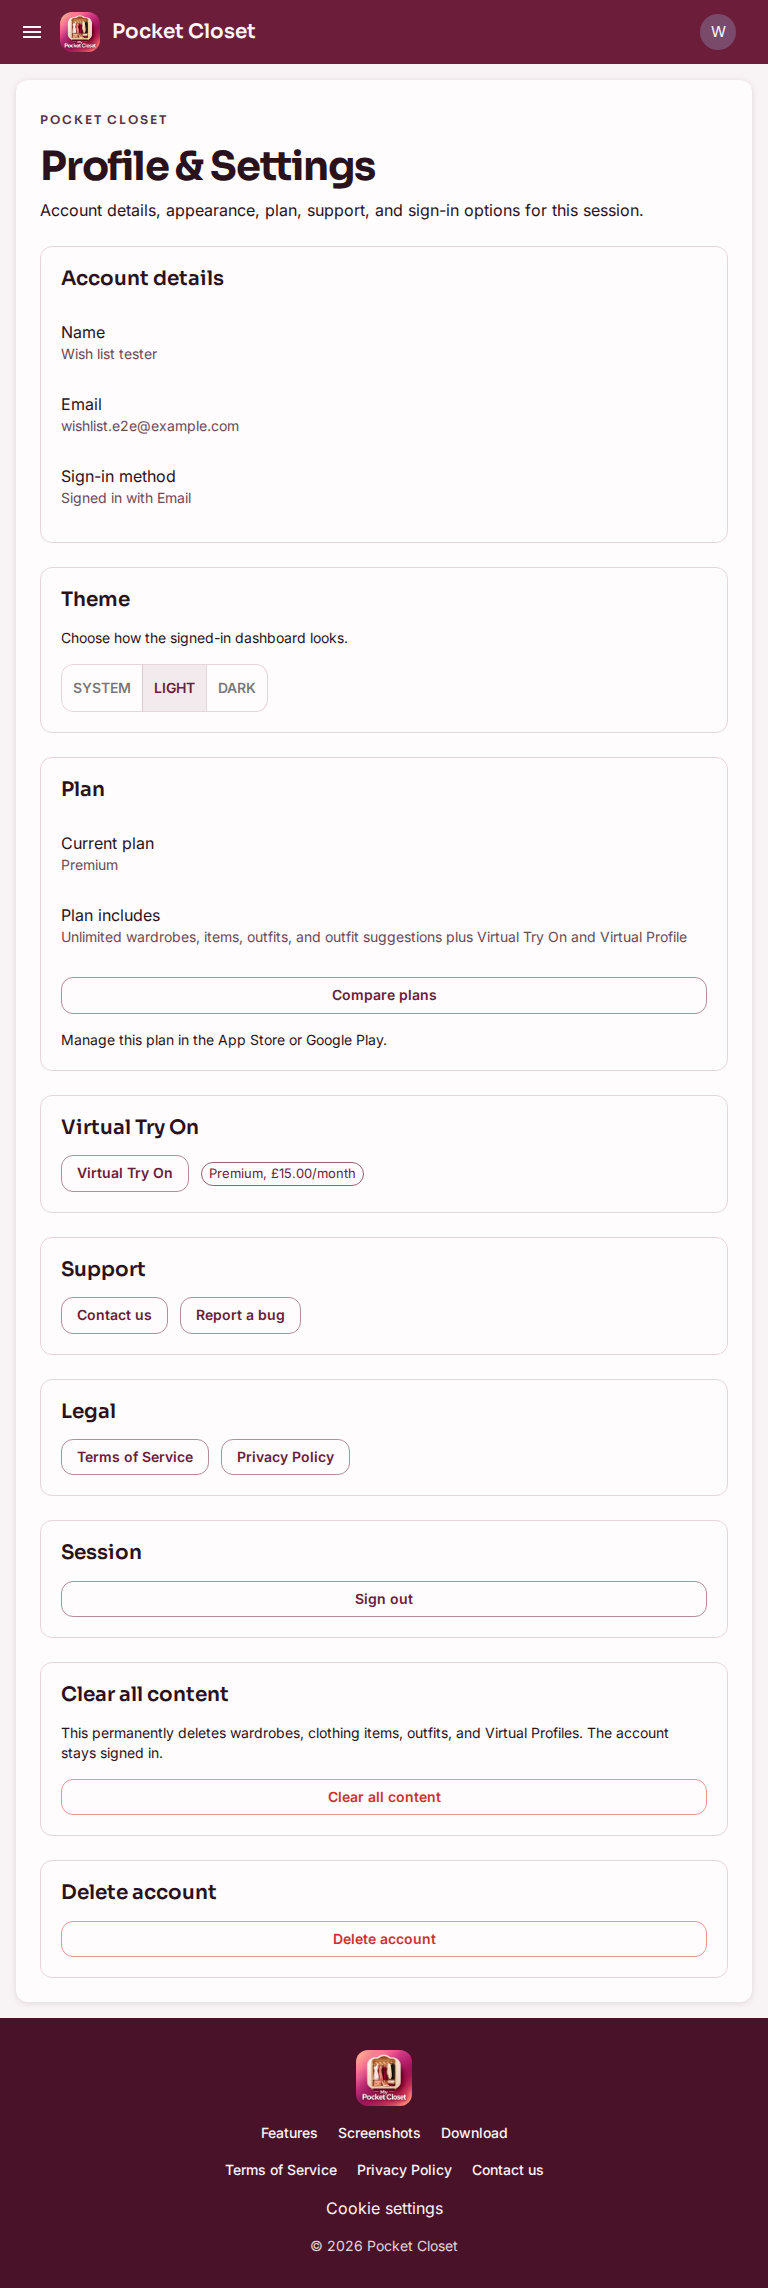 Pocket Closet
W
POCKET CLOSET
Profile & Settings
Account details, appearance, plan, support, and sign-in options for this session.
Account details
Name
Wish list tester
Email
wishlist.e2e@example.com
Sign-in method
Signed in with Email
Theme
Choose how the signed-in dashboard looks.
SYSTEM LIGHT DARK
Plan
Current plan
Premium
Plan includes
Unlimited wardrobes, items, outfits, and outfit suggestions plus Virtual Try On and Virtual Profile
Compare plans
Manage this plan in the App Store or Google Play.
Virtual Try On
Virtual Try On Premium, £15.00/month
Support
Contact us Report a bug
Legal
Terms of Service Privacy Policy
Session
Sign out
Clear all content
This permanently deletes wardrobes, clothing items, outfits, and Virtual Profiles. The account
stays signed in.
Clear all content
Delete account
Delete account
My
Pocket Closet
Features Screenshots Download
Terms of Service Privacy Policy Contact us
Cookie settings
© 2026 Pocket Closet